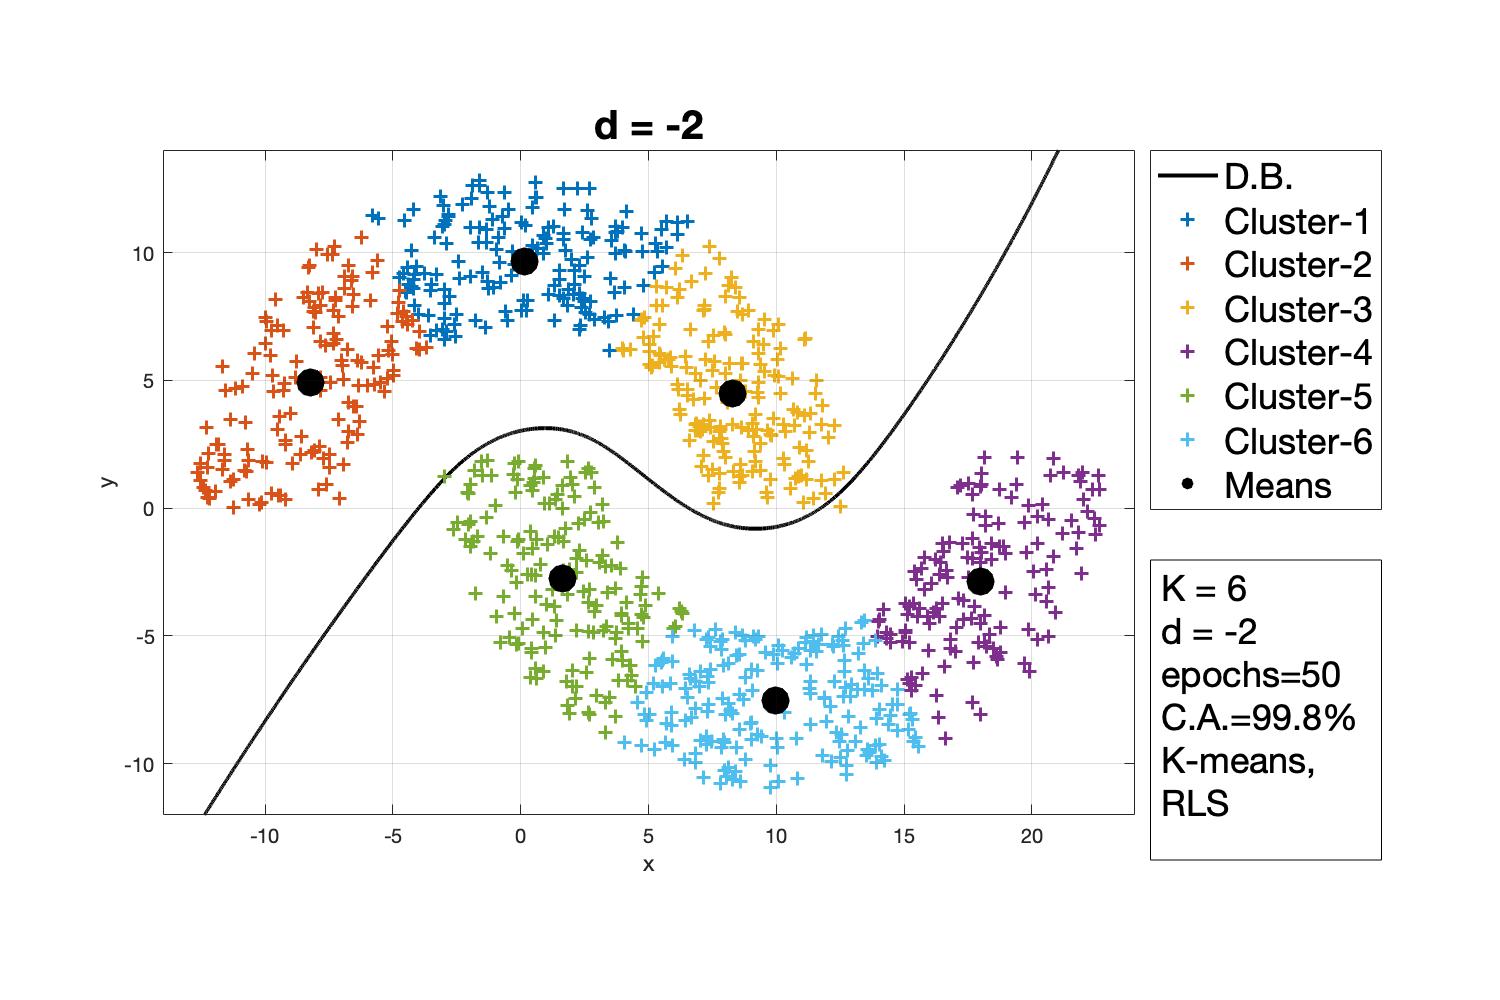 d = -2
10
5
0
-5
-10
y
-10
-5
0
5
10
15
20
x
D.B.
Cluster-1
Cluster-2
Cluster-3
Cluster-4
Cluster-5
Cluster-6
Means
K = 6
d = -2
epochs=50
C.A.=99.8%
K-means,
RLS